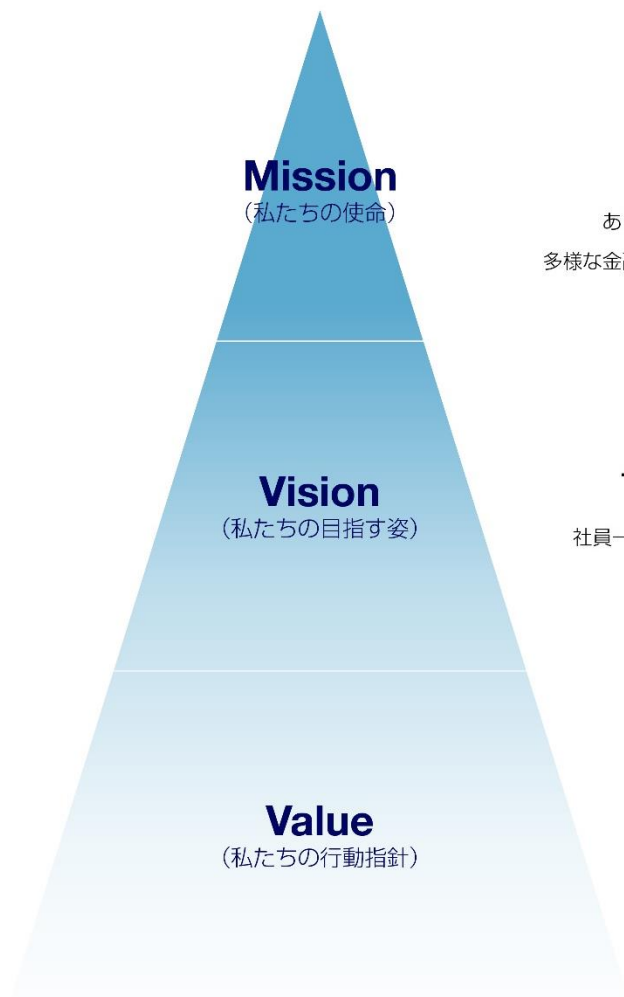 Mission
（私たちの使命）
あ
多様な金
Vision
（私たちの目指す姿）
社員一
Value
（私たちの行動指針）